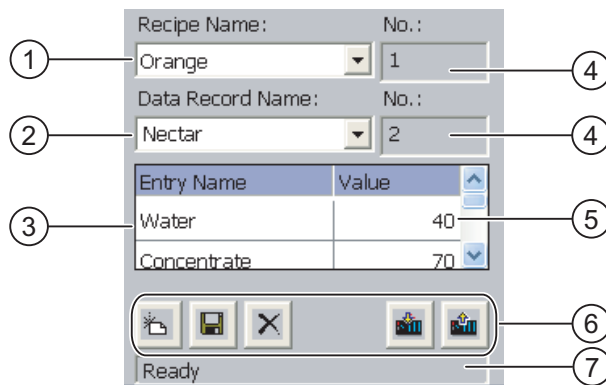 Recipe Name: No.:
1 Orange 1 4
Data Record Name: No.:
2 Nectar 2 4
Entry Name Value
3 Water 40 5
Concentrate 70
6
Ready 7